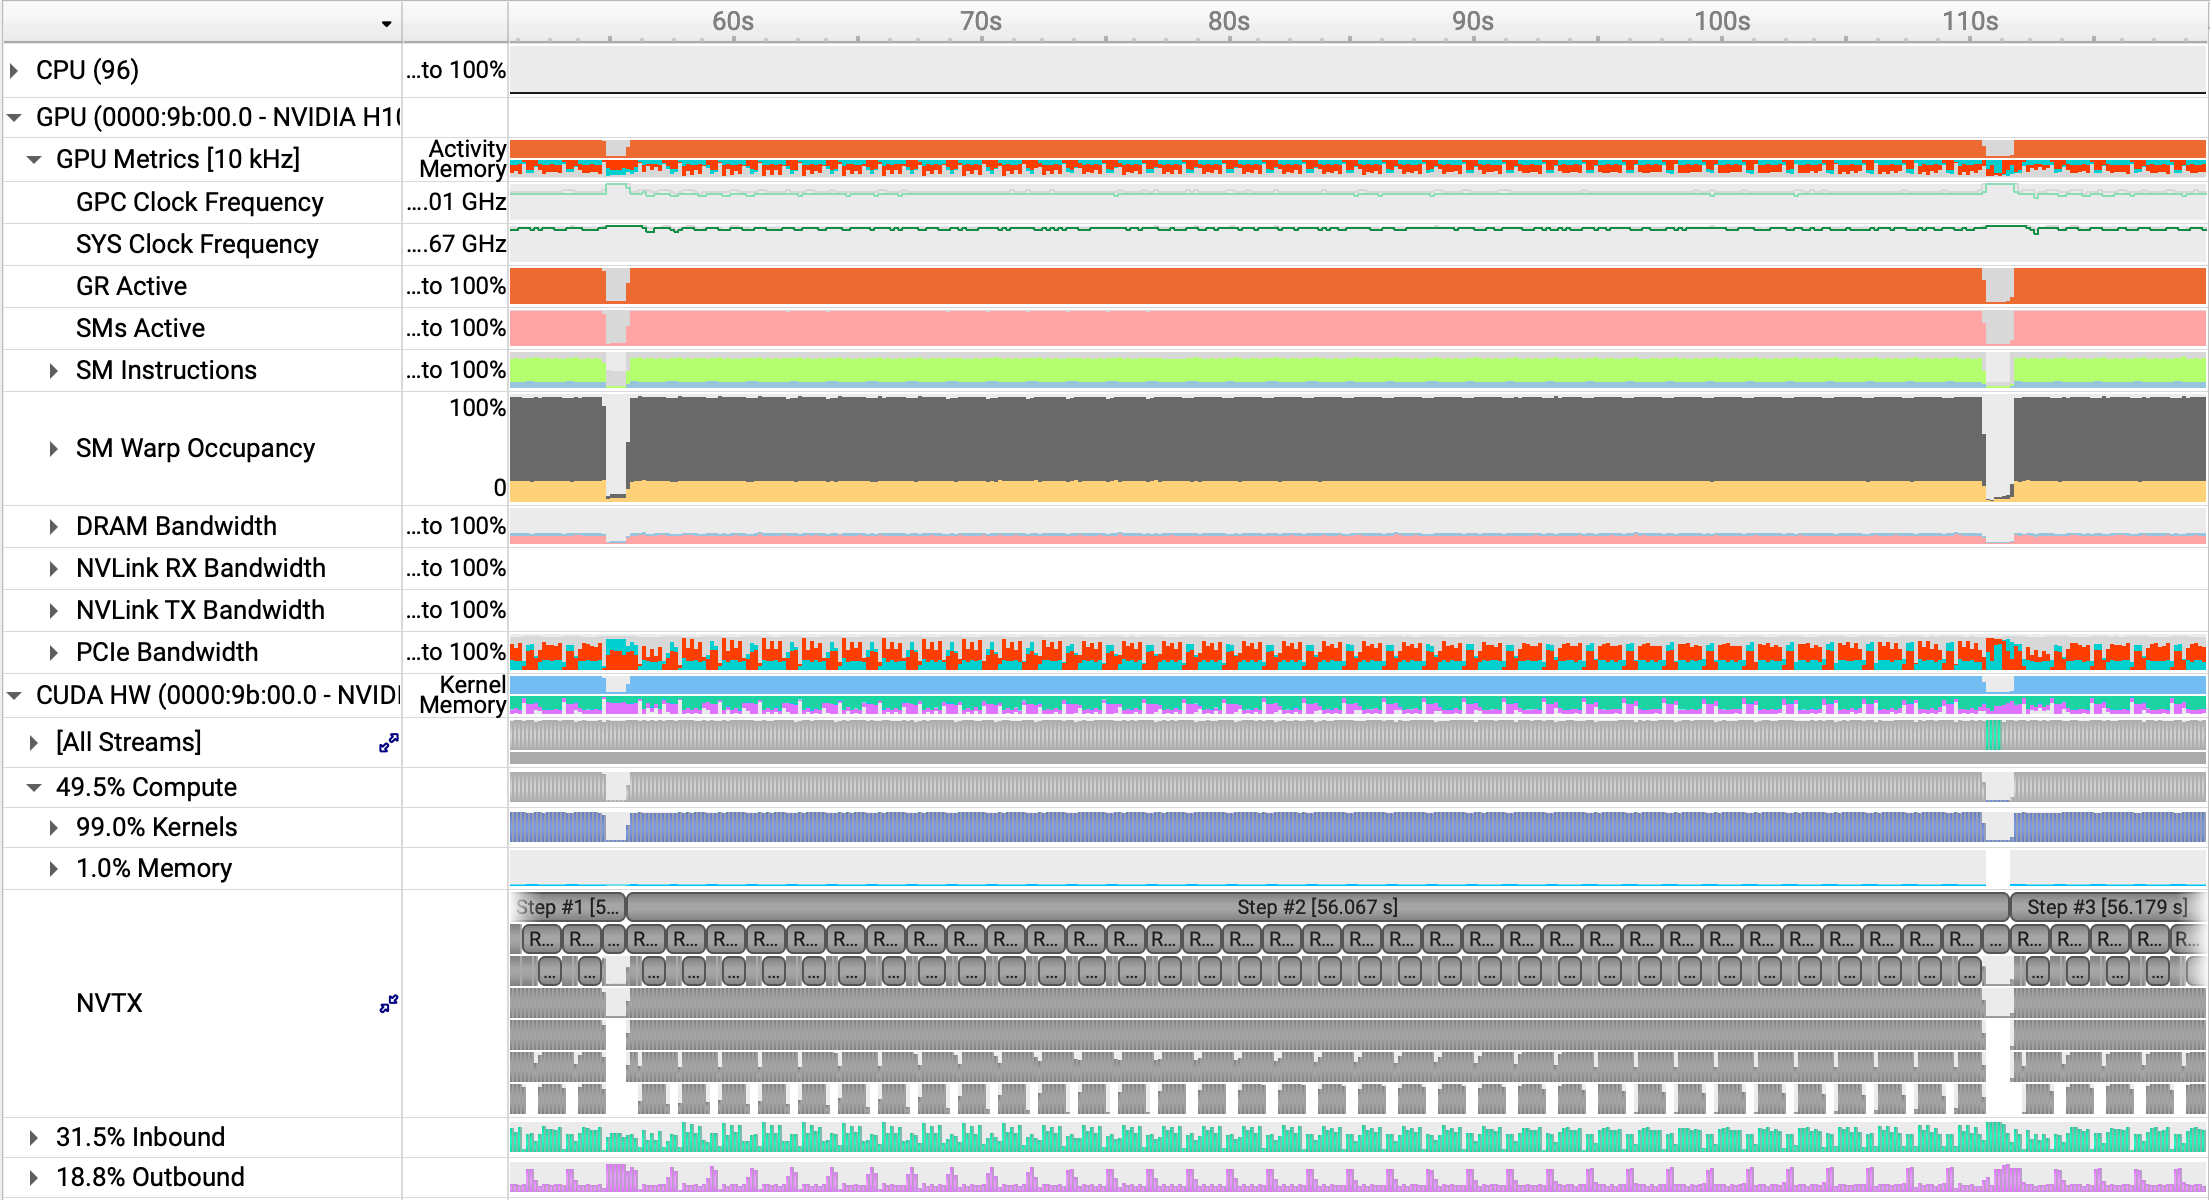 60s 70s 80s 90s 100s 110s
CPU (96) ...to 100%
GPU (0000:9b:00.0 - NVIDIA H10
GPU Metrics [10 kHz] Activity
Memory
GPC Clock Frequency ....01 GHz
SYS Clock Frequency ....67 GHz
GR Active ...to 100%
SMs Active ...to 100%
SM Instructions ...to 100%
100%
SM Warp Occupancy
0
DRAM Bandwidth ...to 100%
NVLink RX Bandwidth ...to 100%
NVLink TX Bandwidth ...to 100%
PCIe Bandwidth ...to 100%
CUDA HW (0000:9b:00.0 - NVIDI Kernel
Memory
[All Streams]
49.5% Compute
99.0% Kernels
1.0% Memory
Step #1 [5... Step #2 [56.067 s] Step #3 [56.179 s]
R... R... ... R... R... R... R... R... R... R... R... R... R... R... R... R... R... R... R... R... R... R... R... R... R... R... R... R... R... R... R... R... R... R... R... R... R... ... R... R... R... R... R...
... ... ... ... ... ... ... ... ... ... ... ... ... ... ... ... ... ... ... ... ... ... ... ... ... ... ... ... ... ... ... ... ... ... ... ... ... ... ... ... ...
NVTX
31.5% Inbound
18.8% Outbound